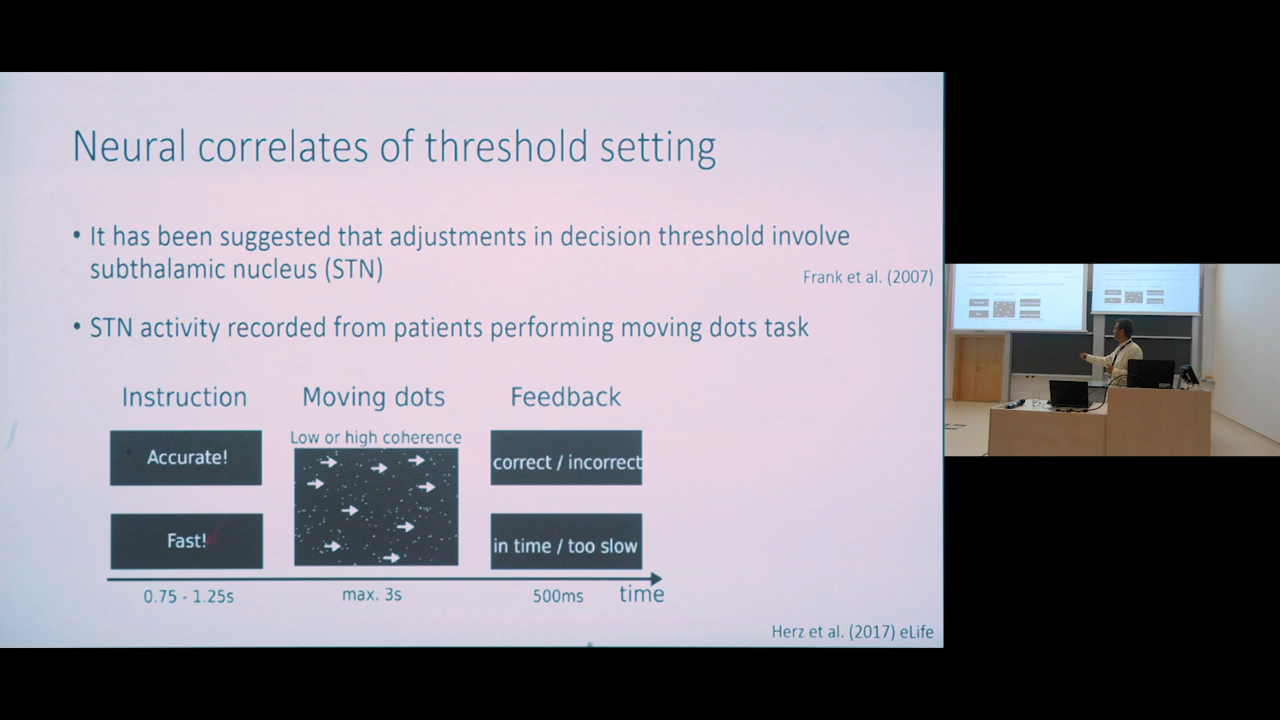 Neural correlates of threshold setting
• It has been suggested that adjustments in decision threshold involve
subthalamic nucleus (STN)
Frank et al. (2007)
• STN activity recorded from patients performing moving dots task
Instruction
Moving dots
Feedback
Low or high coherence
Accurate!
correct / incorrect
Fast!
in time / too slow
0.75 - 1.25s
max. 3s
500ms
time
Herz et al. (2017) eLife